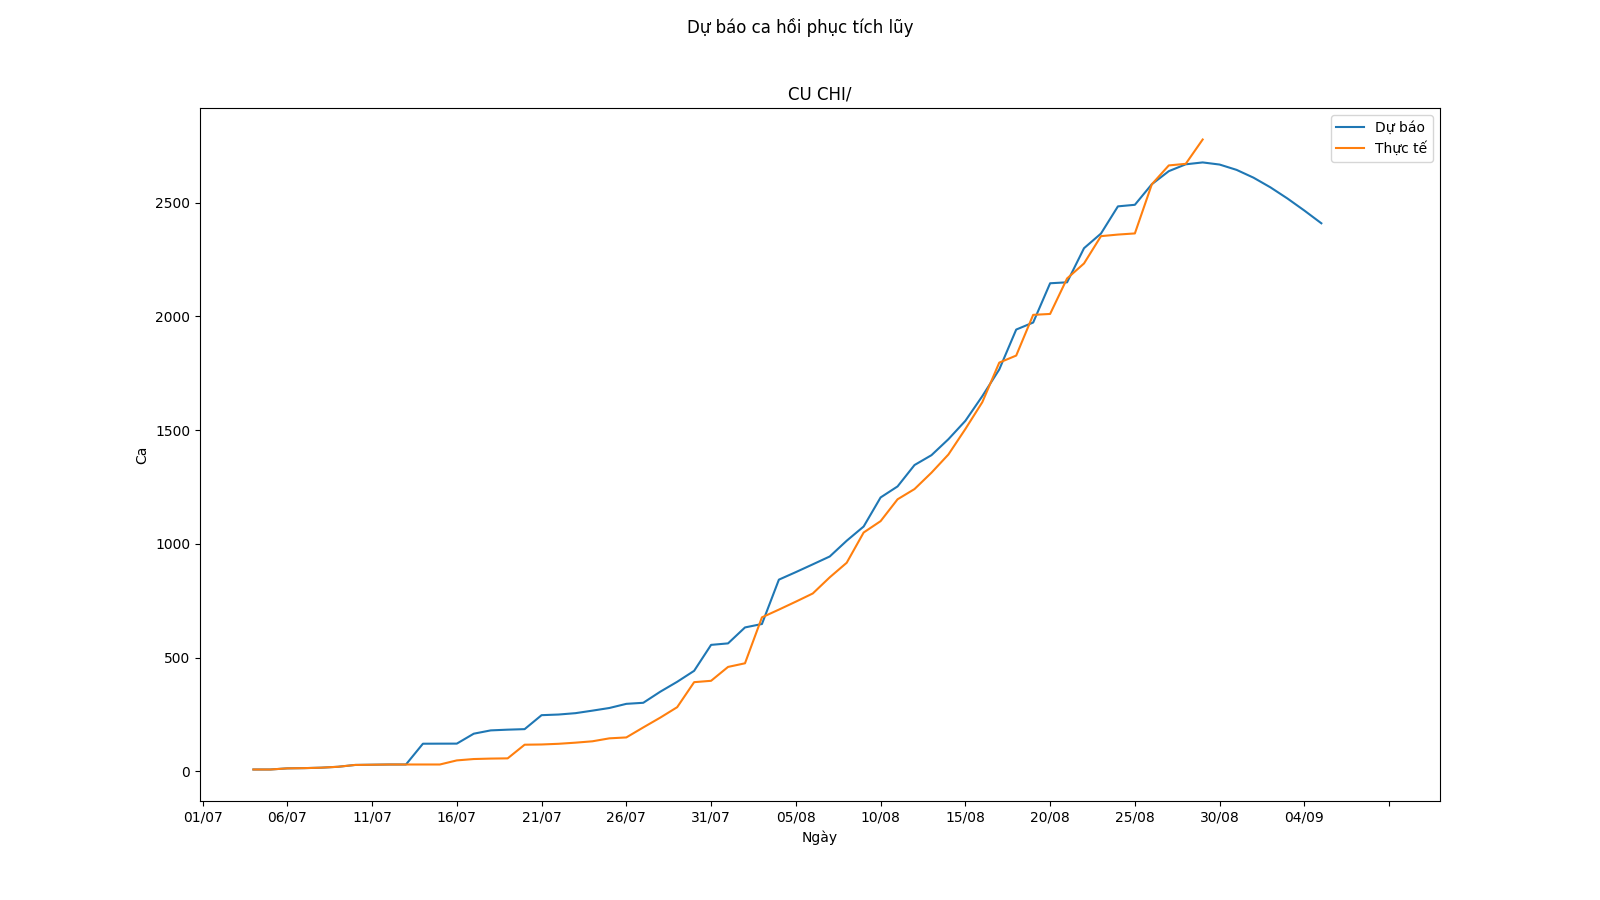 Dự báo ca hồi phục tích lũy
CU CHI/
Dự báo
Thực tế
2500
2000
1500
1000
500
0
Ca
01/07 06/07 11/07 16/07 21/07 26/07 31/07 05/08 10/08 15/08 20/08 25/08 30/08 04/09
Ngày